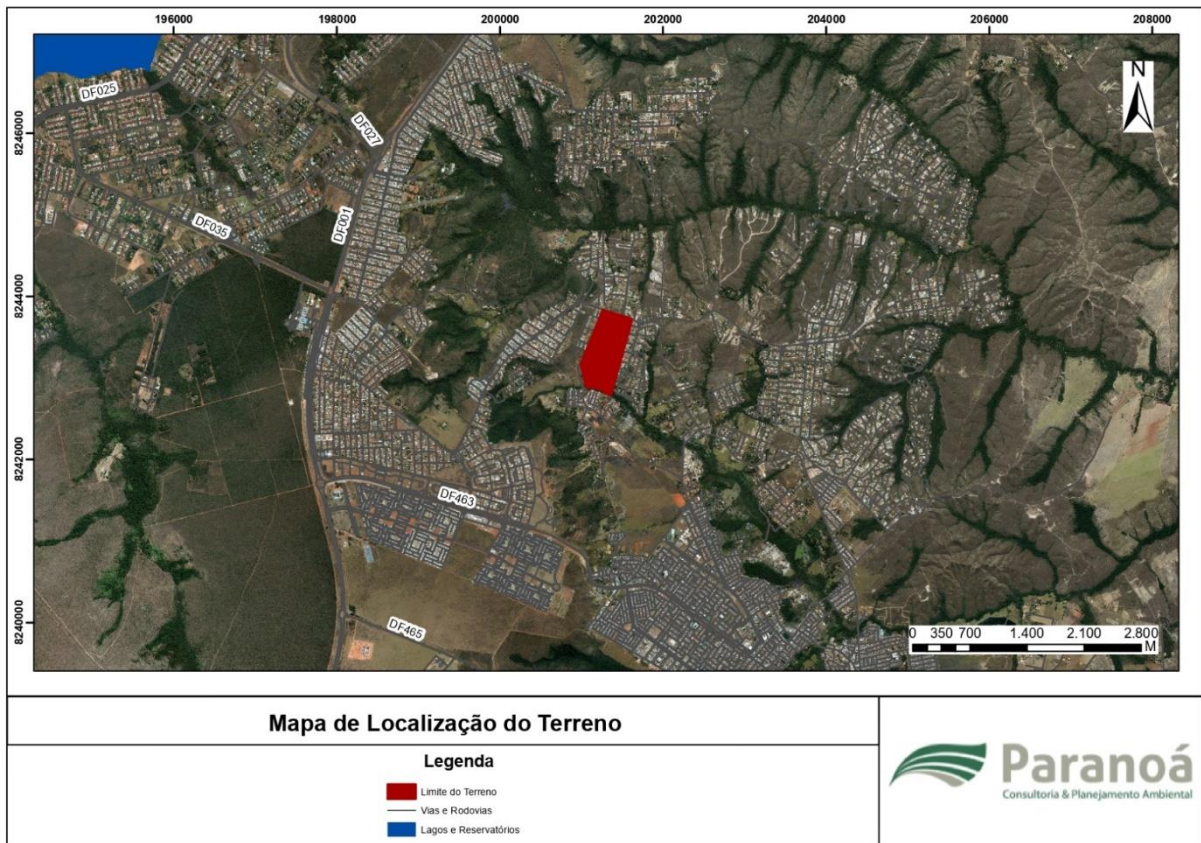 196000
198000
200000
202000
204000
206000
208000
8246000
8244000
8242000
8240000
DF025
DF027
DF001
DF035
DF463
DF465
N
0 350 700 1.400 2.100 2.800
M
Mapa de Localização do Terreno
Legenda
Limite do Terreno
Vias e Rodovias
Lagos e Reservatórios
Paranoá
Consultoria & Planejamento Ambiental